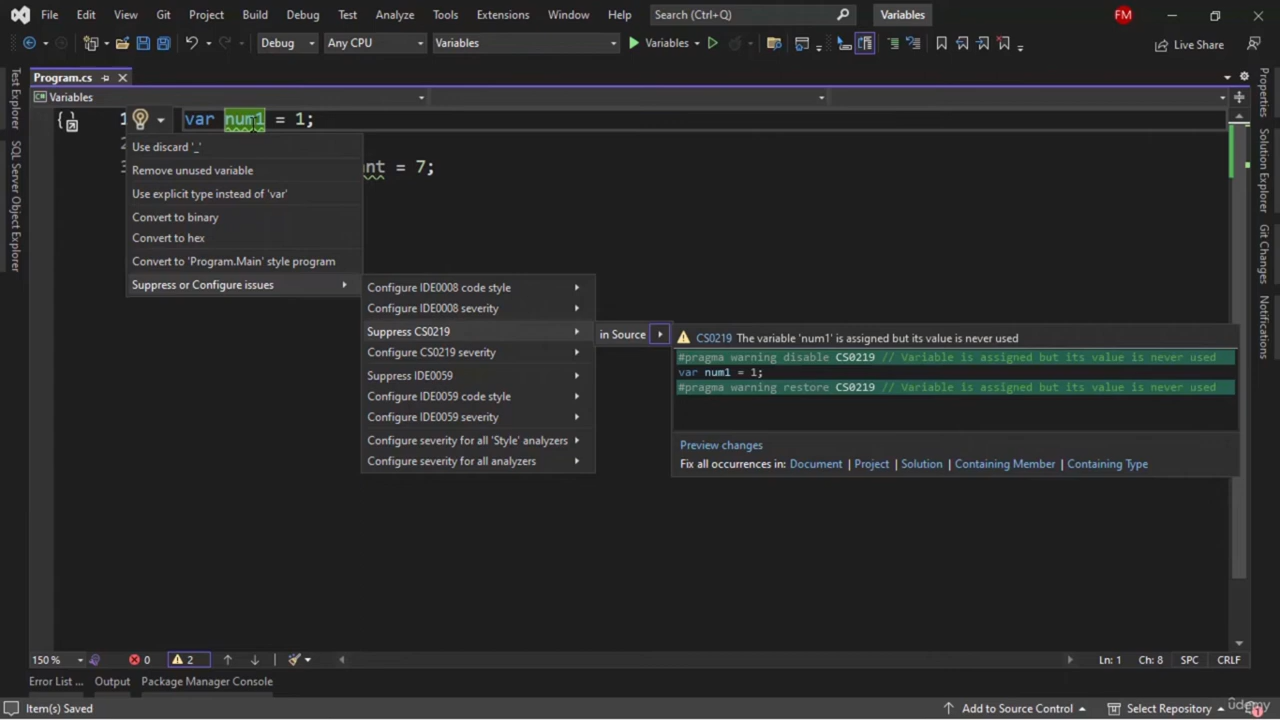 File Edit View Git Project Build Debug Test Analyze Tools Extensions Window Help Search (Ctrl+Q) Variables FM
Debug Any CPU Variables Variables Live Share
Program.cs
Variables
1 var num1 = 1;
2
3 nt = 7;
Use discard '_'
Remove unused variable
Use explicit type instead of 'var'
Convert to binary
Convert to hex
Convert to 'Program.Main' style program
Suppress or Configure issues
Configure IDE0008 code style
Configure IDE0008 severity
Suppress CS0219
Configure CS0219 severity
Suppress IDE0059
Configure IDE0059 code style
Configure IDE0059 severity
Configure severity for all 'Style' analyzers
Configure severity for all analyzers
in Source
CS0219 The variable 'num1' is assigned but its value is never used
#pragma warning disable CS0219 // Variable is assigned but its value is never used
var num1 = 1;
#pragma warning restore CS0219 // Variable is assigned but its value is never used
Preview changes
Fix all occurrences in: Document | Project | Solution | Containing Member | Containing Type
Test Explorer
SQL Server Object Explorer
Properties
Solution Explorer
Git Changes
Notifications
150 % 0 2 Ln: 1 Ch: 8 SPC CRLF
Error List ... Output Package Manager Console
Item(s) Saved Add to Source Control Select Repository 1
udemy